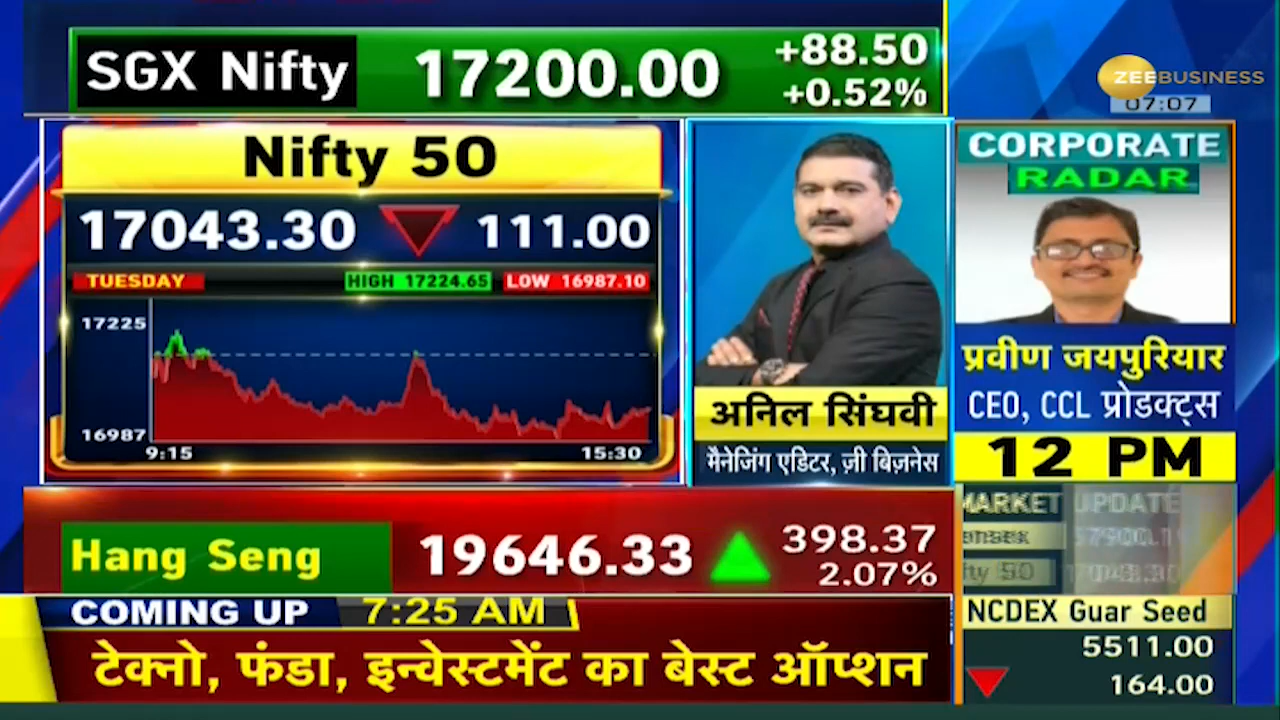 SGX Nifty 17200.00 +88.50
+0.52%
ZEEBUSINESS
07:07
Nifty 50
17043.30 111.00
TUESDAY HIGH 17224.65 LOW 16987.10
17225
16987
9:15 15:30
अनिल सिंघवी
मैनेजिंग एडिटर, ज़ी बिज़नेस
CORPORATE
RADAR
प्रवीण जयपुरियार
CEO, CCL प्रोडक्ट्स
12 PM
Hang Seng 19646.33 398.37
2.07%
MARKET UPDATE
NCDEX Guar Seed
5511.00
164.00
COMING UP 7:25 AM
टेक्नो, फंडा, इन्वेस्टमेंट का बेस्ट ऑप्शन